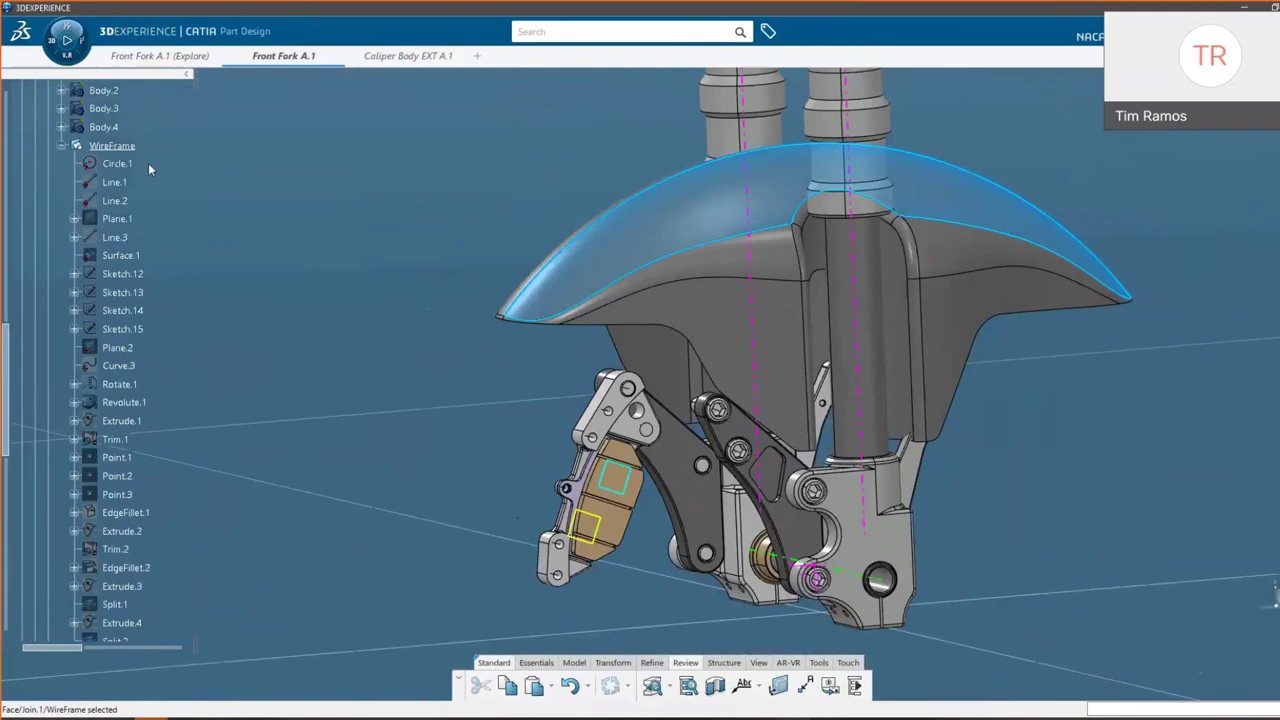 3DEXPERIENCE
3DEXPERIENCE | CATIA Part Design
3D
V.R
Search
NACA
TR
Tim Ramos
Front Fork A.1 (Explore)
Front Fork A.1
Caliper Body EXT A.1
Body.2
Body.3
Body.4
WireFrame
Circle.1
Line.1
Line.2
Plane.1
Line.3
Surface.1
Sketch.12
Sketch.13
Sketch.14
Sketch.15
Plane.2
Curve.3
Rotate.1
Revolute.1
Extrude.1
Trim.1
Point.1
Point.2
Point.3
EdgeFillet.1
Extrude.2
Trim.2
EdgeFillet.2
Extrude.3
Split.1
Extrude.4
Split.2
Standard Essentials Model Transform Refine Review Structure View AR-VR Tools Touch
Abc
Face/Join.1/WireFrame selected